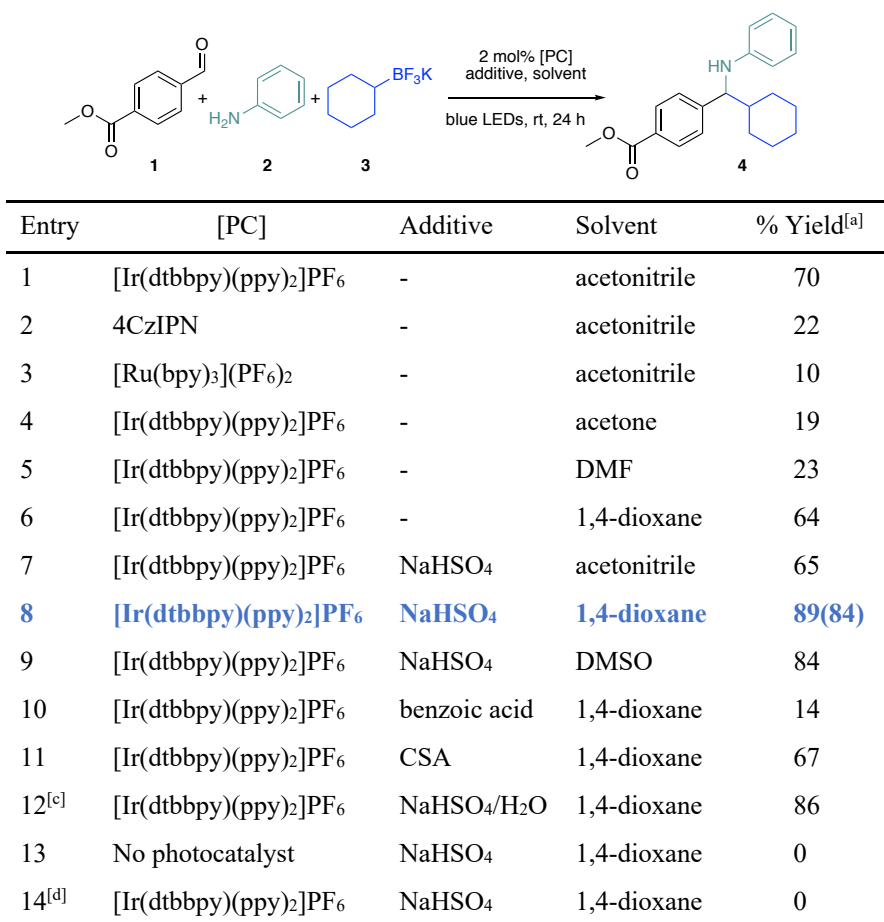 O
O
O
1
+
H₂N
2
+
BF₃K
3
2 mol% [PC]
additive, solvent
blue LEDs, rt, 24 h
HN
O
O
4
Entry [PC] Additive Solvent % Yield[a]
1 [Ir(dtbbpy)(ppy)₂]PF₆ - acetonitrile 70
2 4CzIPN - acetonitrile 22
3 [Ru(bpy)₃](PF₆)₂ - acetonitrile 10
4 [Ir(dtbbpy)(ppy)₂]PF₆ - acetone 19
5 [Ir(dtbbpy)(ppy)₂]PF₆ - DMF 23
6 [Ir(dtbbpy)(ppy)₂]PF₆ - 1,4-dioxane 64
7 [Ir(dtbbpy)(ppy)₂]PF₆ NaHSO₄ acetonitrile 65
8 [Ir(dtbbpy)(ppy)₂]PF₆ NaHSO₄ 1,4-dioxane 89(84)
9 [Ir(dtbbpy)(ppy)₂]PF₆ NaHSO₄ DMSO 84
10 [Ir(dtbbpy)(ppy)₂]PF₆ benzoic acid 1,4-dioxane 14
11 [Ir(dtbbpy)(ppy)₂]PF₆ CSA 1,4-dioxane 67
12[c] [Ir(dtbbpy)(ppy)₂]PF₆ NaHSO₄/H₂O 1,4-dioxane 86
13 No photocatalyst NaHSO₄ 1,4-dioxane 0
14[d] [Ir(dtbbpy)(ppy)₂]PF₆ NaHSO₄ 1,4-dioxane 0